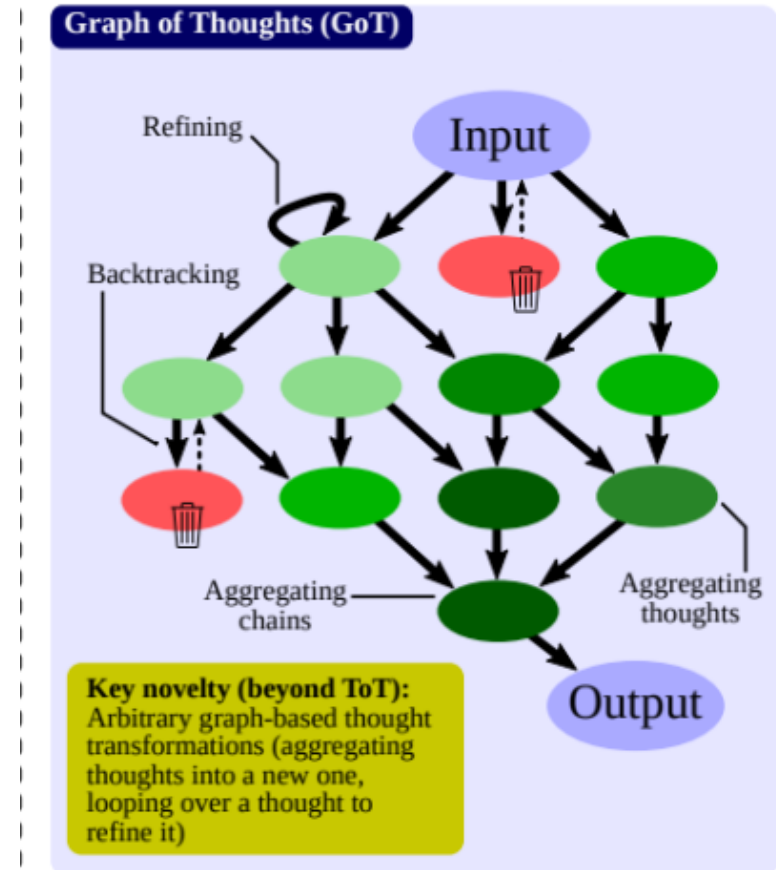 Graph of Thoughts (GoT)
Refining
Input
Backtracking
Aggregating
chains
Aggregating
thoughts
Output
Key novelty (beyond ToT):
Arbitrary graph-based thought
transformations (aggregating
thoughts into a new one,
looping over a thought to
refine it)